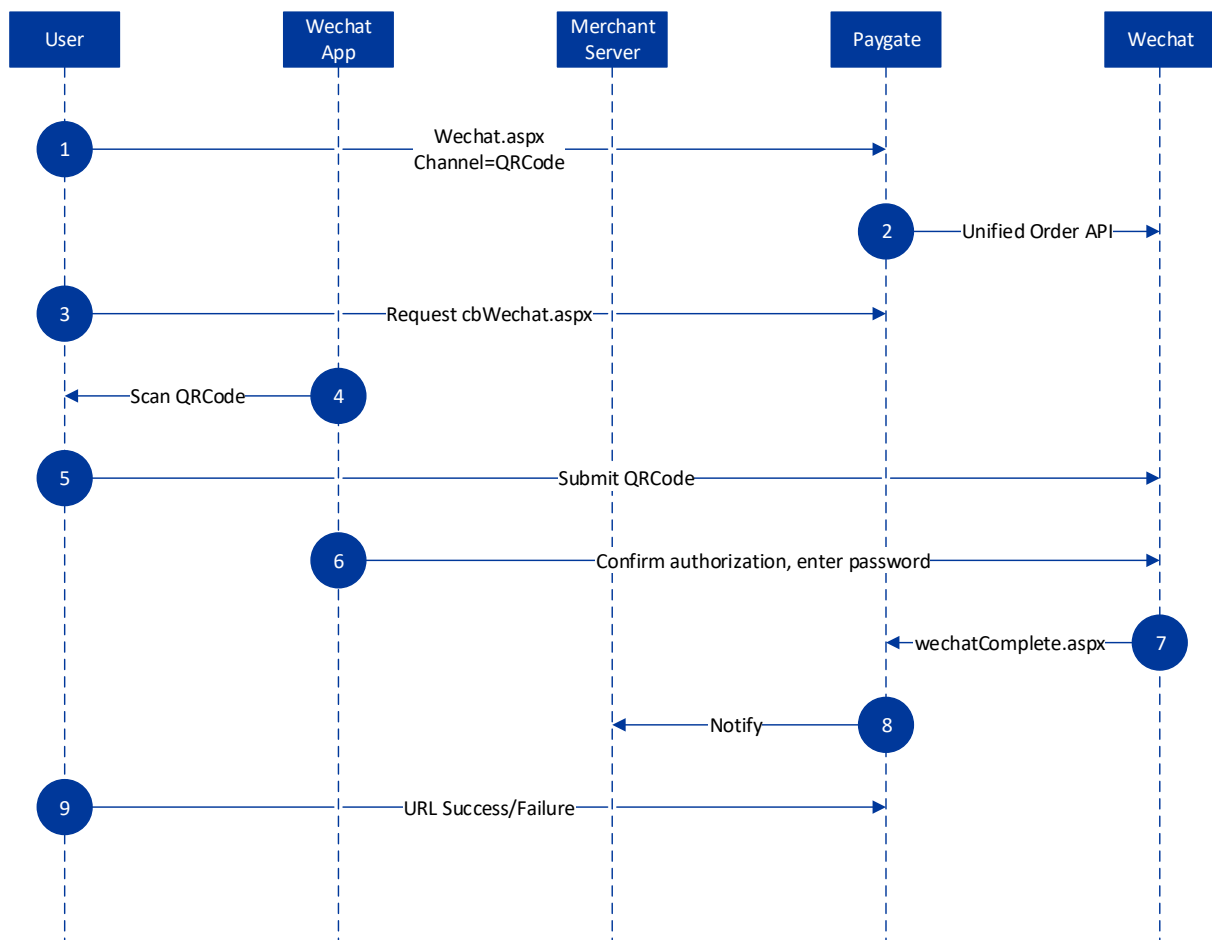 User
Wechat
App
Merchant
Server
Paygate
Wechat
1
Wechat.aspx
Channel=QRCode
2
Unified Order API
3
Request cbWechat.aspx
Scan QRCode
4
5
Submit QRCode
6
Confirm authorization, enter password
wechatComplete.aspx
7
Notify
8
9
URL Success/Failure